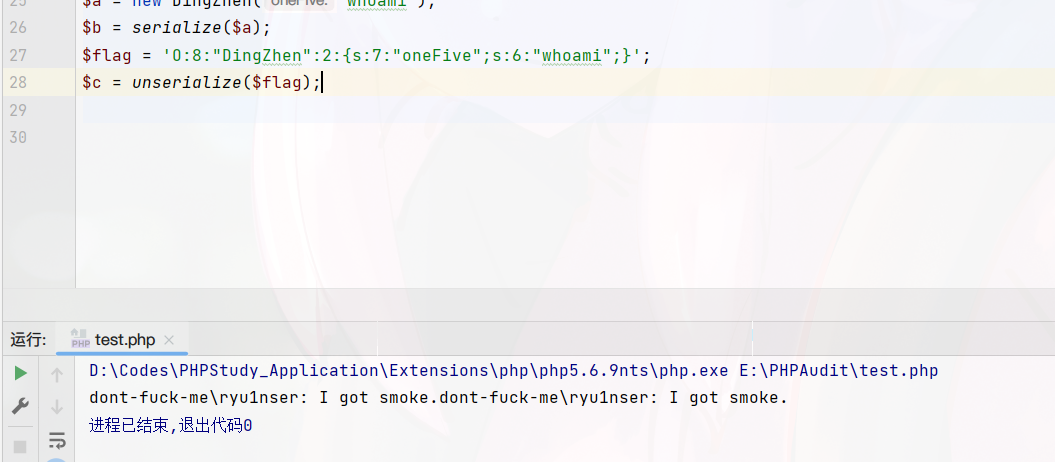 25 $a = new DingZhen( oneFive: 'whoami');
26 $b = serialize($a);
27 $flag = 'O:8:"DingZhen":2:{s:7:"oneFive";s:6:"whoami";}';
28 $c = unserialize($flag);
29
30
运行: test.php
D:\Codes\PHPStudy_Application\Extensions\php\php5.6.9nts\php.exe E:\PHPAudit\test.php
dont-fuck-me\ryu1nser: I got smoke.dont-fuck-me\ryu1nser: I got smoke.
进程已结束,退出代码0